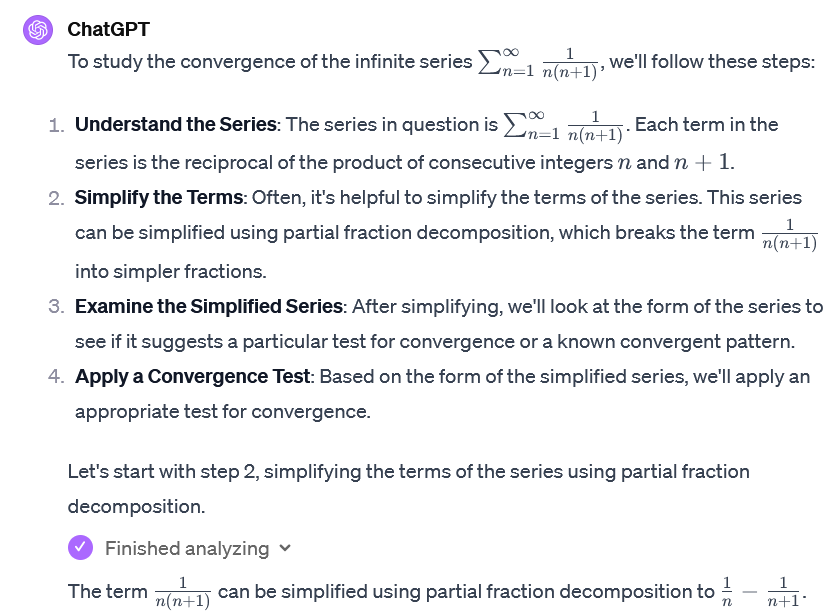 ChatGPT
To study the convergence of the infinite series ∑_{n=1}^{∞} \frac{1}{n(n+1)}, we'll follow these steps:
1. Understand the Series: The series in question is ∑_{n=1}^{∞} \frac{1}{n(n+1)}. Each term in the
series is the reciprocal of the product of consecutive integers n and n + 1.
2. Simplify the Terms: Often, it's helpful to simplify the terms of the series. This series
can be simplified using partial fraction decomposition, which breaks the term \frac{1}{n(n+1)}
into simpler fractions.
3. Examine the Simplified Series: After simplifying, we'll look at the form of the series to
see if it suggests a particular test for convergence or a known convergent pattern.
4. Apply a Convergence Test: Based on the form of the simplified series, we'll apply an
appropriate test for convergence.
Let's start with step 2, simplifying the terms of the series using partial fraction
decomposition.
Finished analyzing
The term \frac{1}{n(n+1)} can be simplified using partial fraction decomposition to \frac{1}{n} − \frac{1}{n+1}.